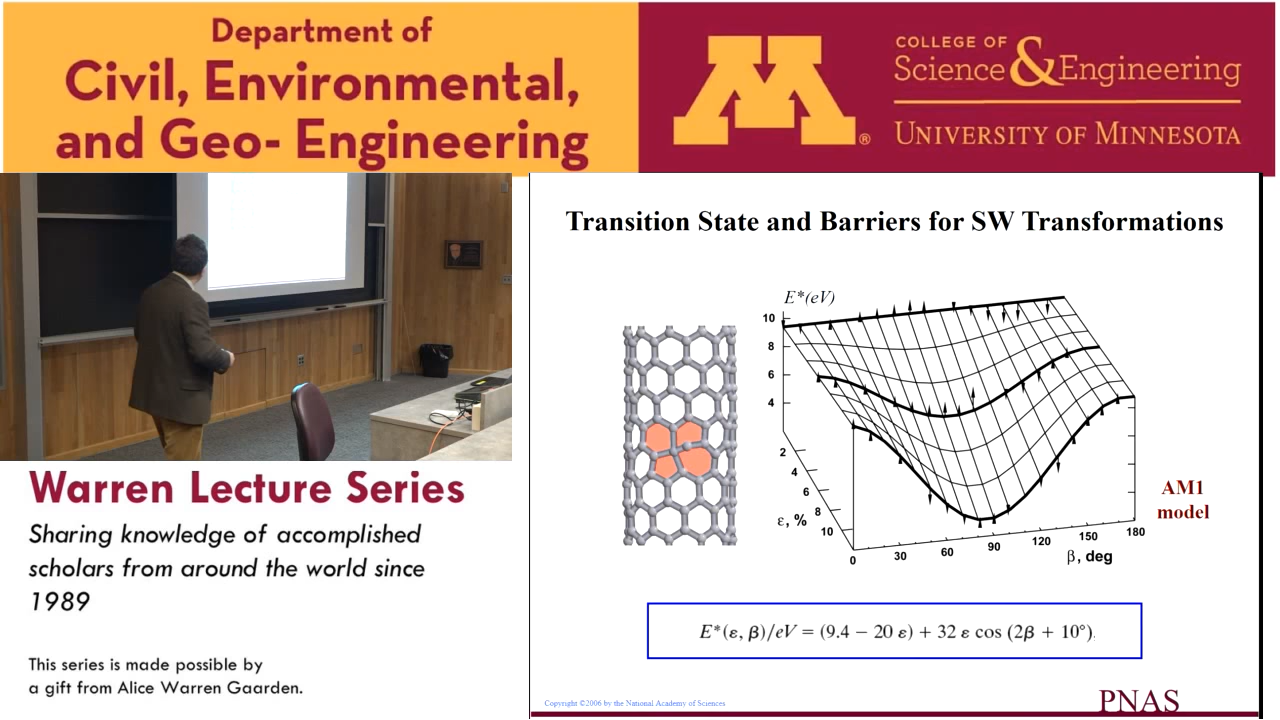 Department of
Civil, Environmental,
and Geo- Engineering
COLLEGE OF
Science & Engineering
UNIVERSITY OF MINNESOTA
M ®
Transition State and Barriers for SW Transformations
E*(eV)
10
8
6
4
2
4
6
8
10
ε, %
0
30
60
90
120
150
180
β, deg
AM1
model
E*(ε, β)/eV = (9.4 − 20 ε) + 32 ε cos (2β + 10°).
Copyright ©2006 by the National Academy of Sciences
PNAS
Warren Lecture Series
Sharing knowledge of accomplished
scholars from around the world since
1989
This series is made possible by
a gift from Alice Warren Gaarden.